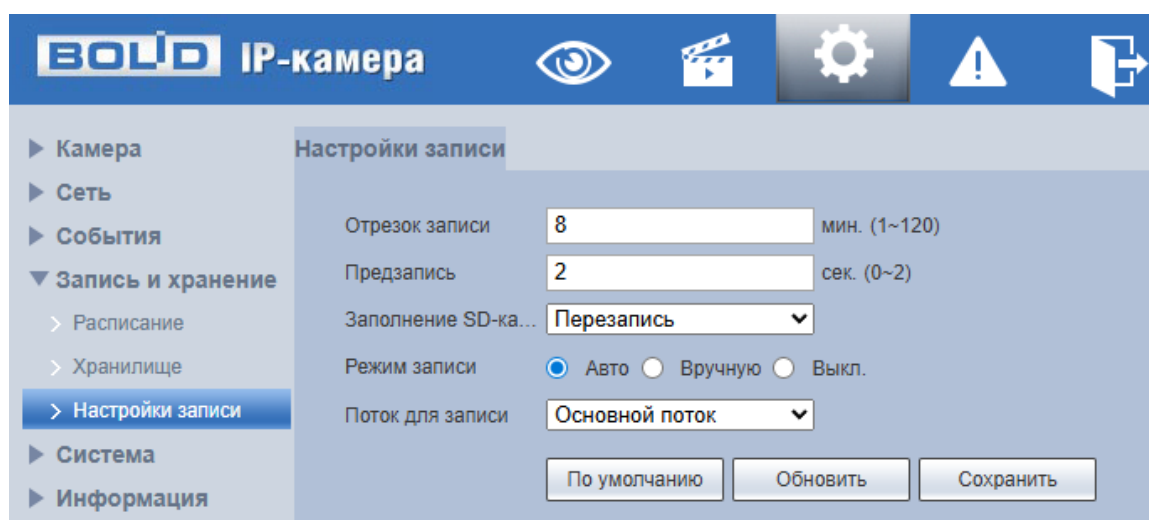 BOLID IP-камера
Камера
Настройки записи
Сеть
Отрезок записи 8 мин. (1~120)
События
Предзапись 2 сек. (0~2)
Запись и хранение
Расписание
Заполнение SD-ка... Перезапись
Хранилище
Режим записи Авто Вручную Выкл.
Настройки записи
Поток для записи Основной поток
Система
По умолчанию Обновить Сохранить
Информация